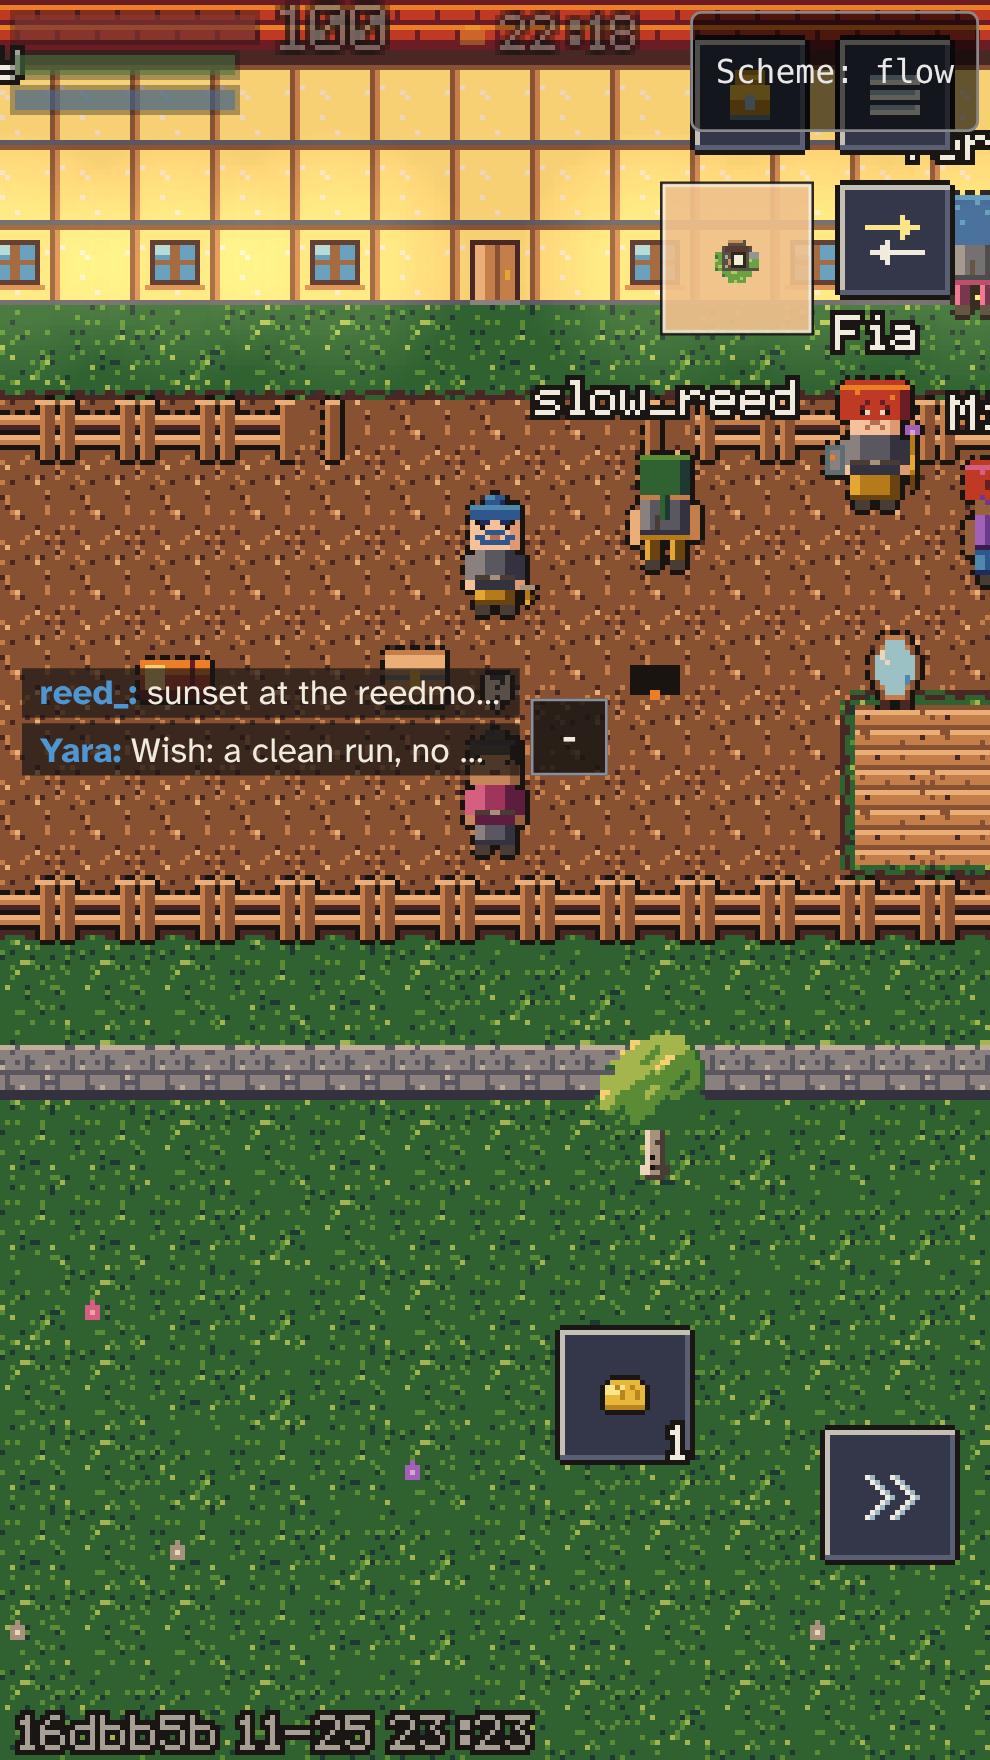 100 22:18
Scheme: flow
Fia
slow_reed
reed_: sunset at the reedmo...
Yara: Wish: a clean run, no ...
-
1
16dbb5b 11-25 23:23